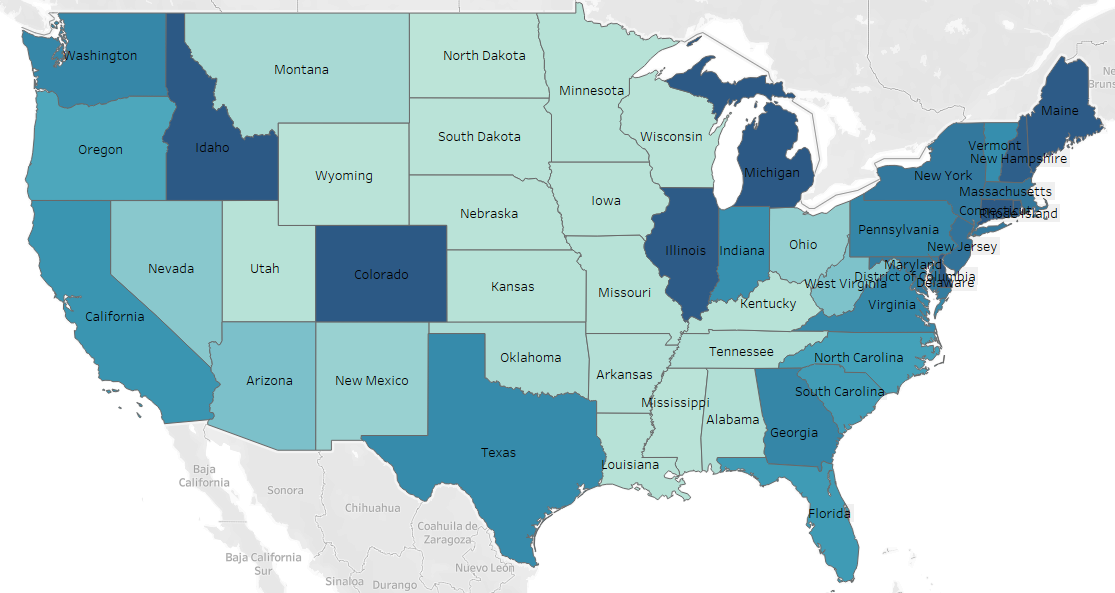 Washington
Montana
North Dakota
Minnesota
Maine
Ne
Bruns
Oregon
Idaho
South Dakota
Wisconsin
Vermont
New Hampshire
Wyoming
Michigan
New York
Massachusetts
Nebraska
Iowa
Connecticut
Rhode Island
Pennsylvania
Nevada
Utah
Colorado
Illinois
Indiana
Ohio
New Jersey
Maryland
District of Columbia
West Virginia
Delaware
Kansas
Missouri
Kentucky
Virginia
California
Oklahoma
Tennessee
North Carolina
Arizona
New Mexico
Arkansas
South Carolina
Mississippi
Alabama
Georgia
Texas
Louisiana
Florida
Baja
California
Sonora
Chihuahua
Coahuila de
Zaragoza
Baja California
Sur
Sinaloa
Durango
Nuevo León